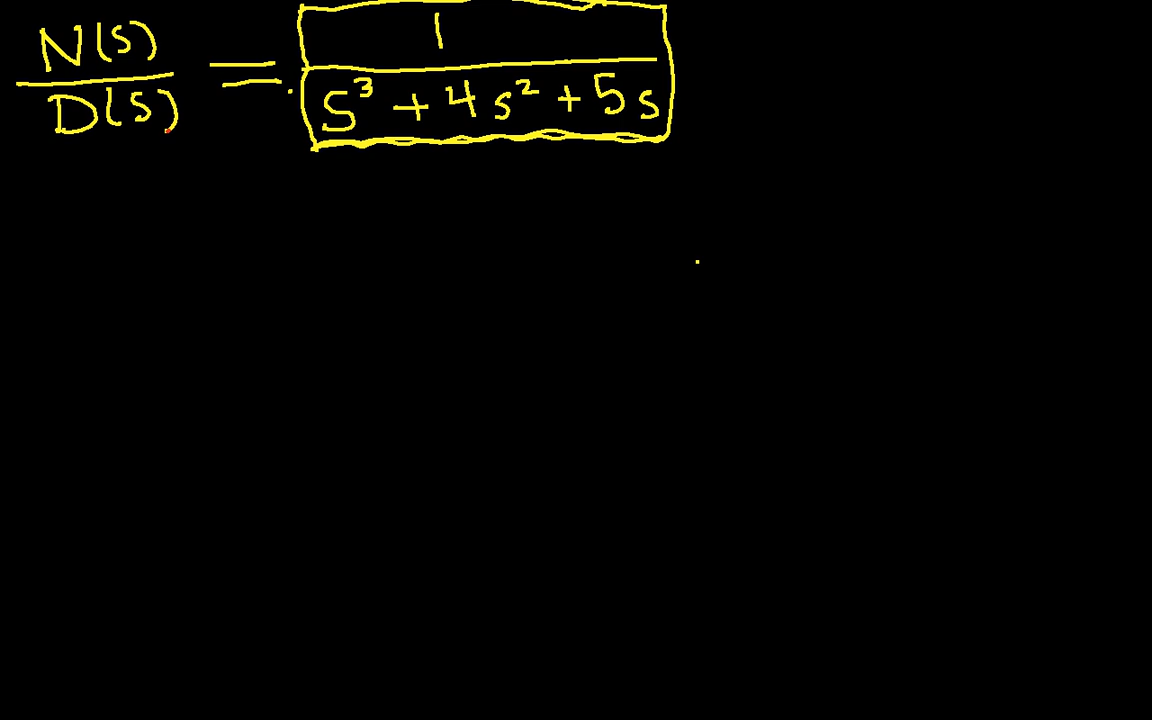 N(s) / D(s) = 1 / s³ + 4s² + 5s